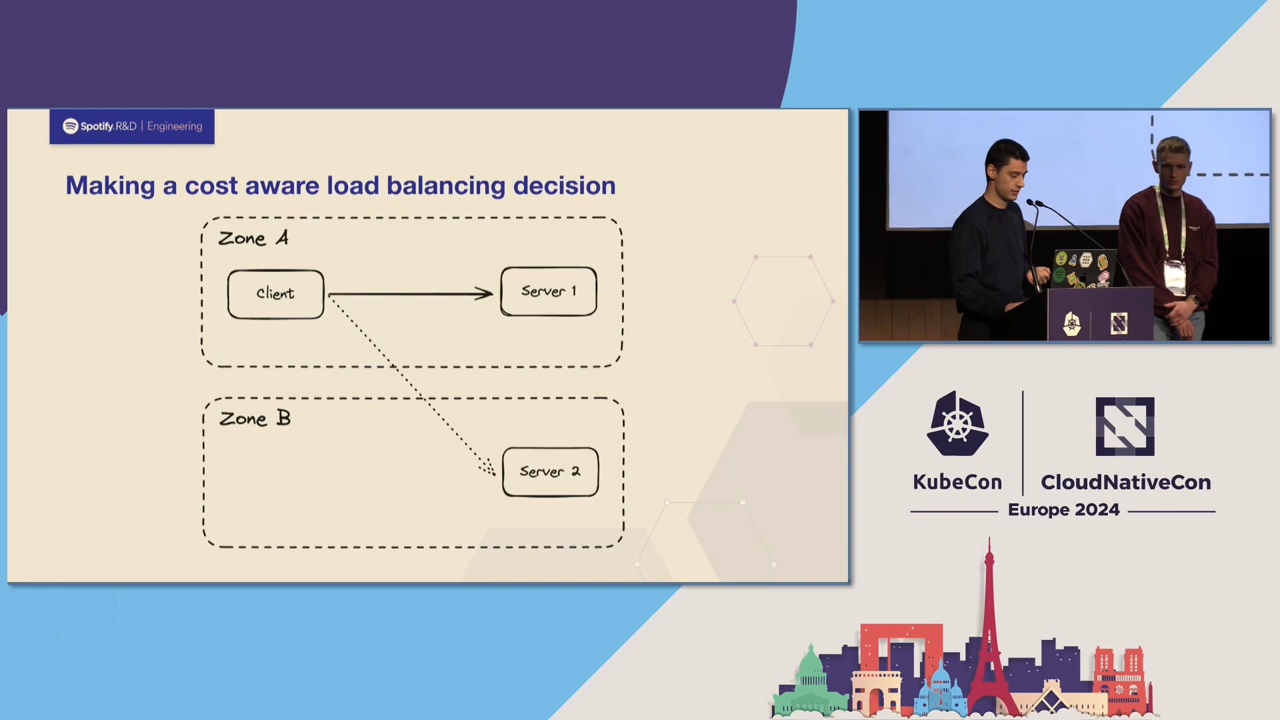 Spotify R&D | Engineering
Making a cost aware load balancing decision
Zone A
Client
Server 1
Zone B
Server 2
KubeCon
CloudNativeCon
Europe 2024